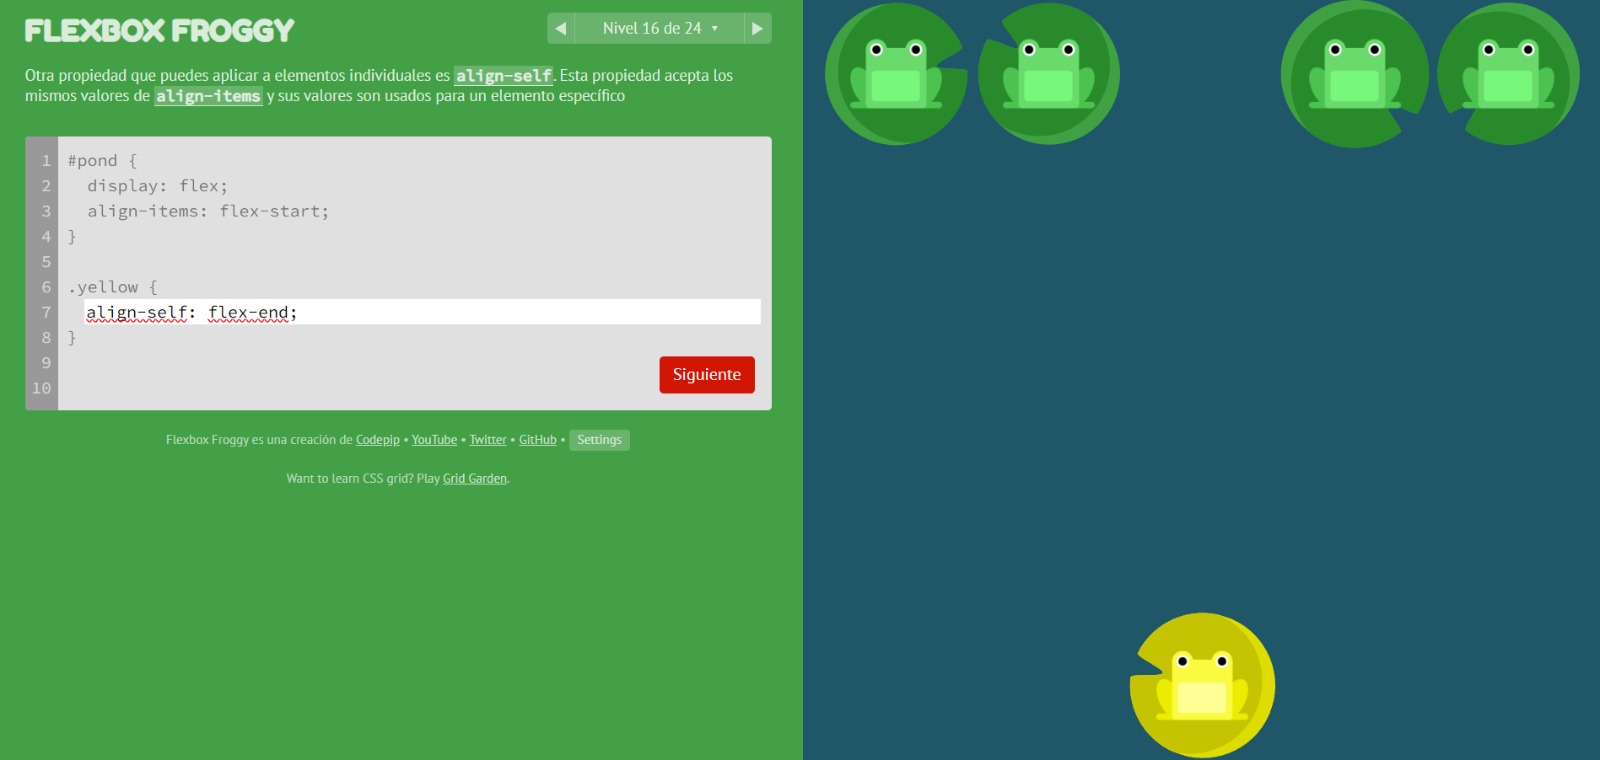 FLEXBOX FROGGY
Nivel 16 de 24
Otra propiedad que puedes aplicar a elementos individuales es align-self. Esta propiedad acepta los
mismos valores de align-items y sus valores son usados para un elemento específico
1 #pond {
2 display: flex;
3 align-items: flex-start;
4 }
5
6 .yellow {
7 align-self: flex-end;
8 }
9
10
Siguiente
Flexbox Froggy es una creación de Codepip • YouTube • Twitter • GitHub • Settings
Want to learn CSS grid? Play Grid Garden.